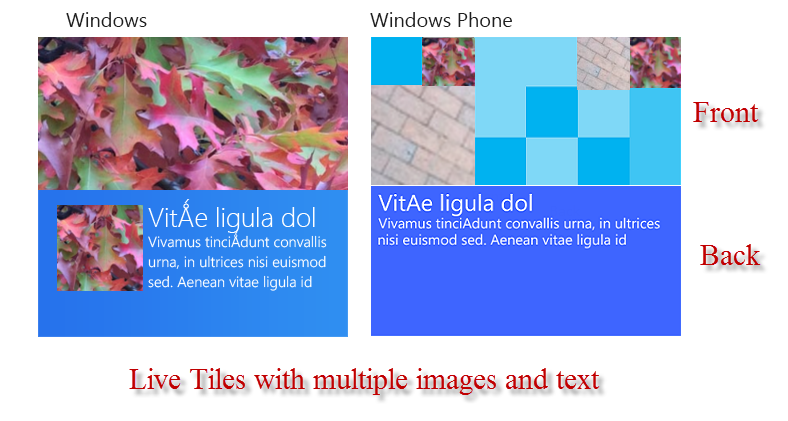 Windows
Windows Phone
Front
VitÁe ligula dol
Vivamus tinciÁdunt convallis
urna, in ultrices nisi euismod
sed. Aenean vitae ligula id
VitAe ligula dol
Vivamus tinciAdunt convallis urna, in ultrices
nisi euismod sed. Aenean vitae ligula id
Back
Live Tiles with multiple images and text